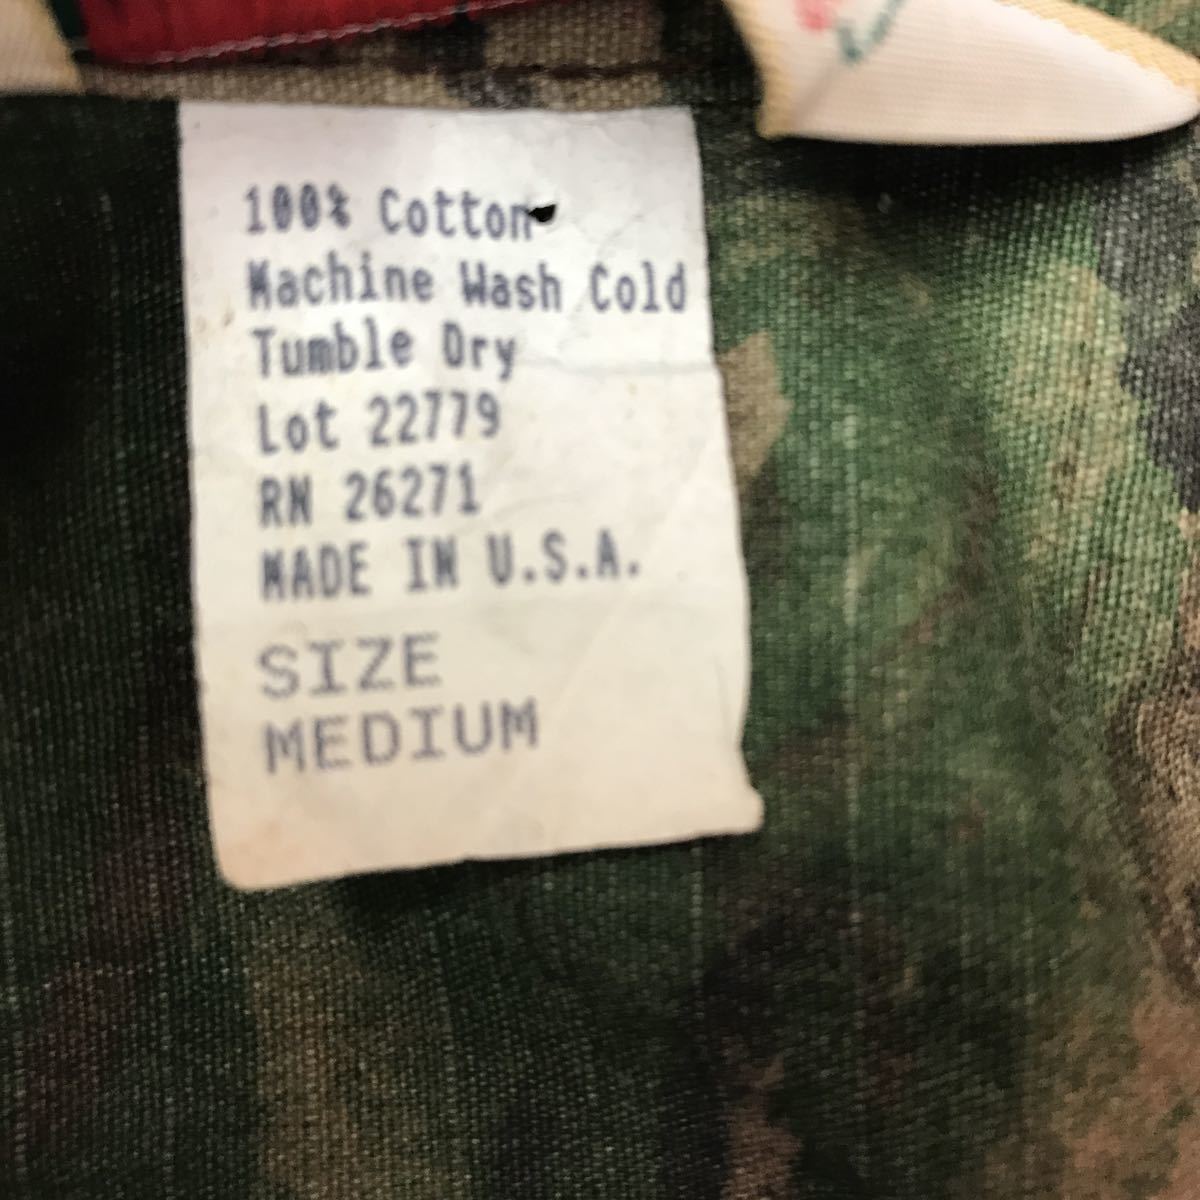 100% Cotton
Machine Wash Cold
Tumble Dry
Lot 22779
RN 26271
MADE IN U.S.A.
SIZE
MEDIUM